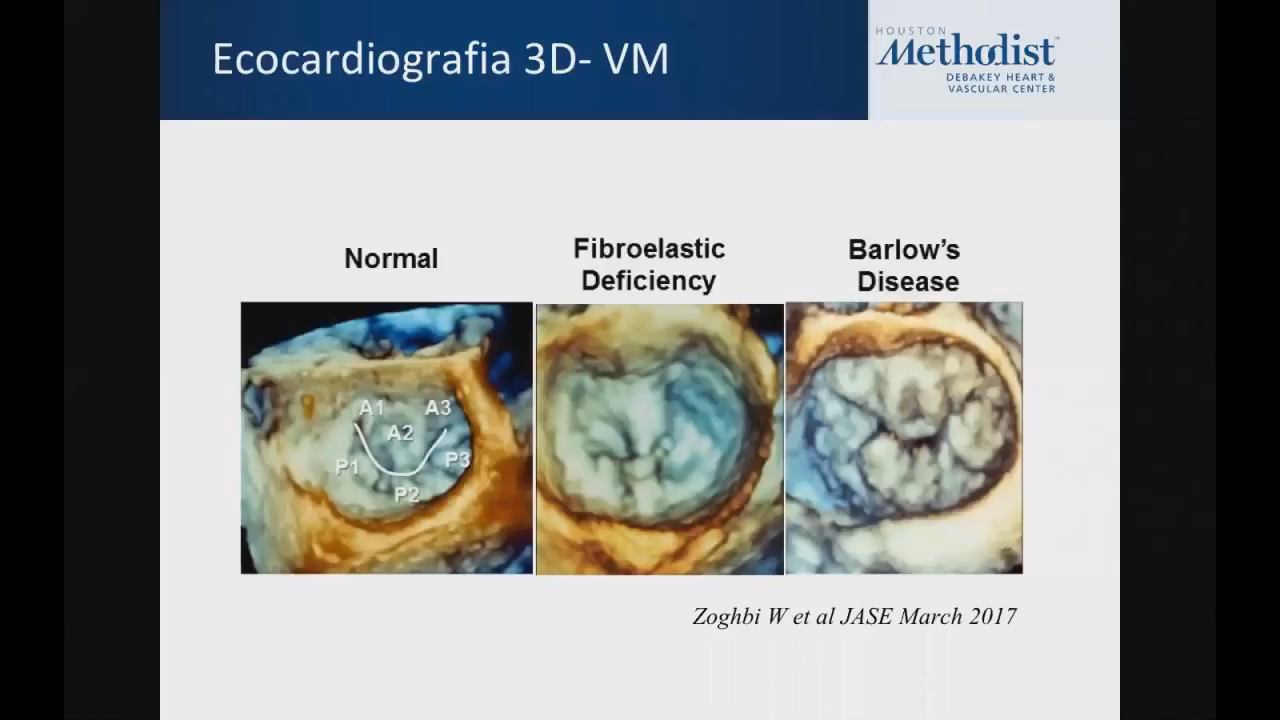 Ecocardiografia 3D- VM
HOUSTON
Methodist
DEBAKEY HEART &
VASCULAR CENTER
Normal
Fibroelastic
Deficiency
Barlow's
Disease
A1
A3
A2
P1
P3
P2
Zoghbi W et al JASE March 2017